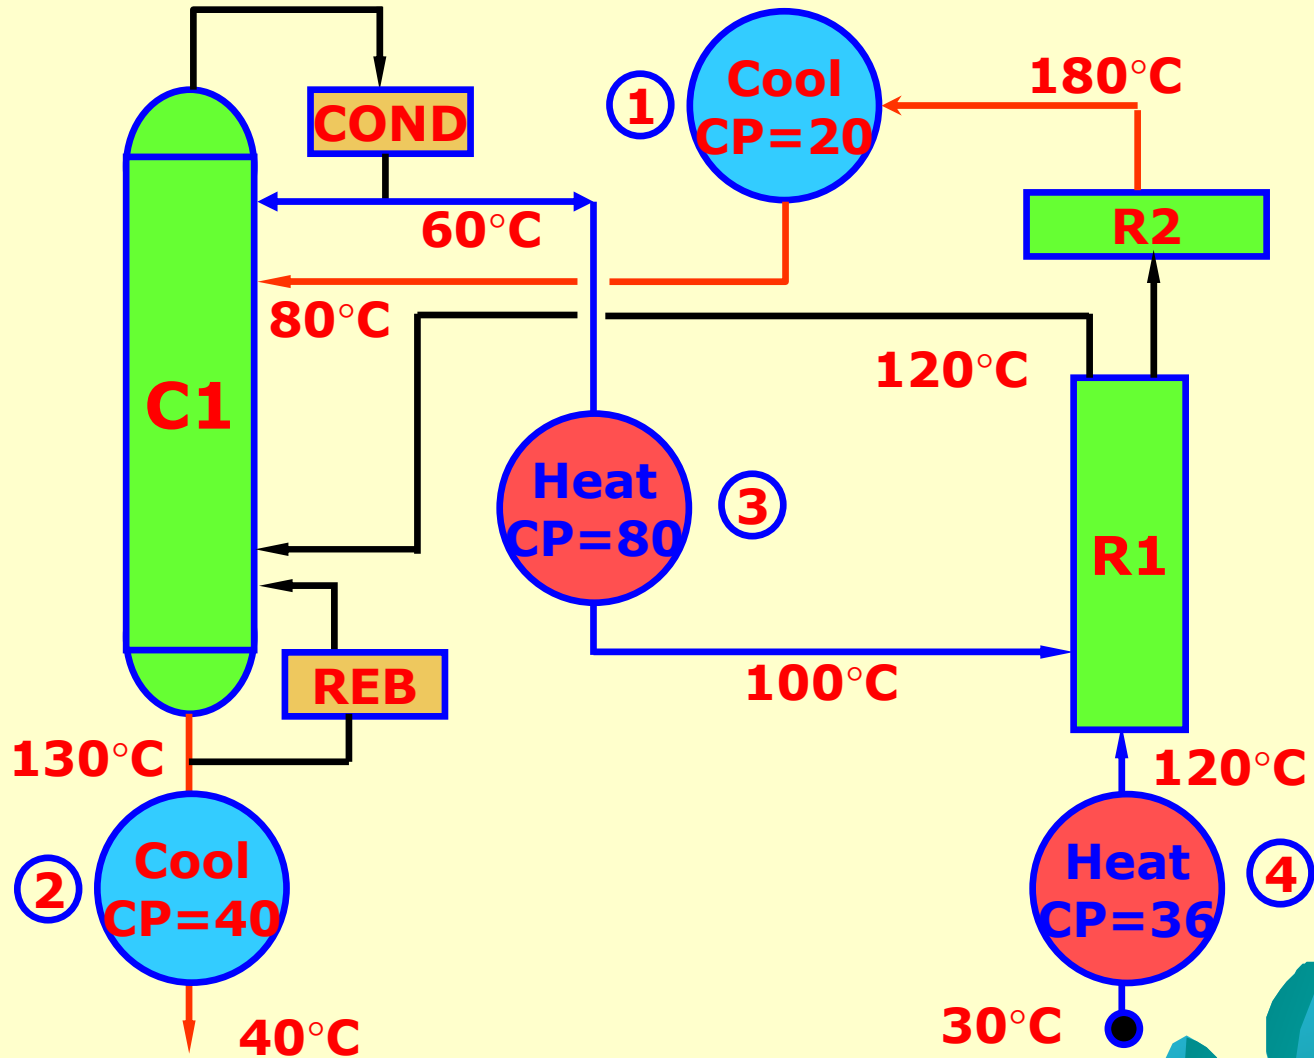 Cool
CP=20
1
180°C
COND
R2
60°C
80°C
120°C
C1
Heat
CP=80
3
R1
REB
100°C
130°C
120°C
Cool
CP=40
2
Heat
CP=36
4
40°C
30°C